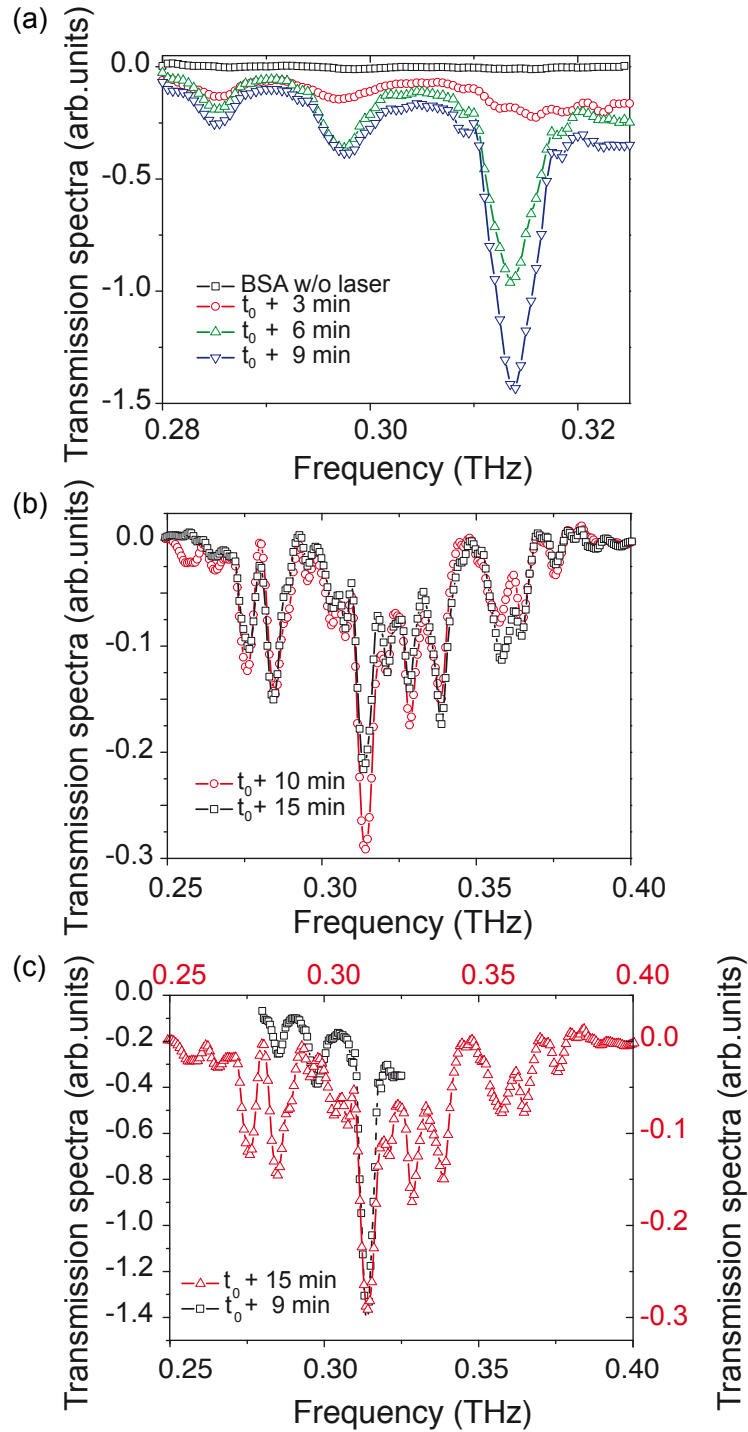 (a)
Transmission spectra (arb.units)
0.0
-0.5
-1.0
-1.5
BSA w/o laser
t0 + 3 min
t0 + 6 min
t0 + 9 min
0.28 0.30 0.32
Frequency (THz)
(b)
Transmission spectra (arb.units)
0.0
-0.1
-0.2
-0.3
t0 + 10 min
t0 + 15 min
0.25 0.30 0.35 0.40
Frequency (THz)
(c)
0.25 0.30 0.35 0.40
Transmission spectra (arb.units)
0.0
-0.2
-0.4
-0.6
-0.8
-1.0
-1.2
-1.4
0.0
-0.1
-0.2
-0.3
Transmission spectra (arb.units)
t0 + 15 min
t0 + 9 min
0.25 0.30 0.35 0.40
Frequency (THz)